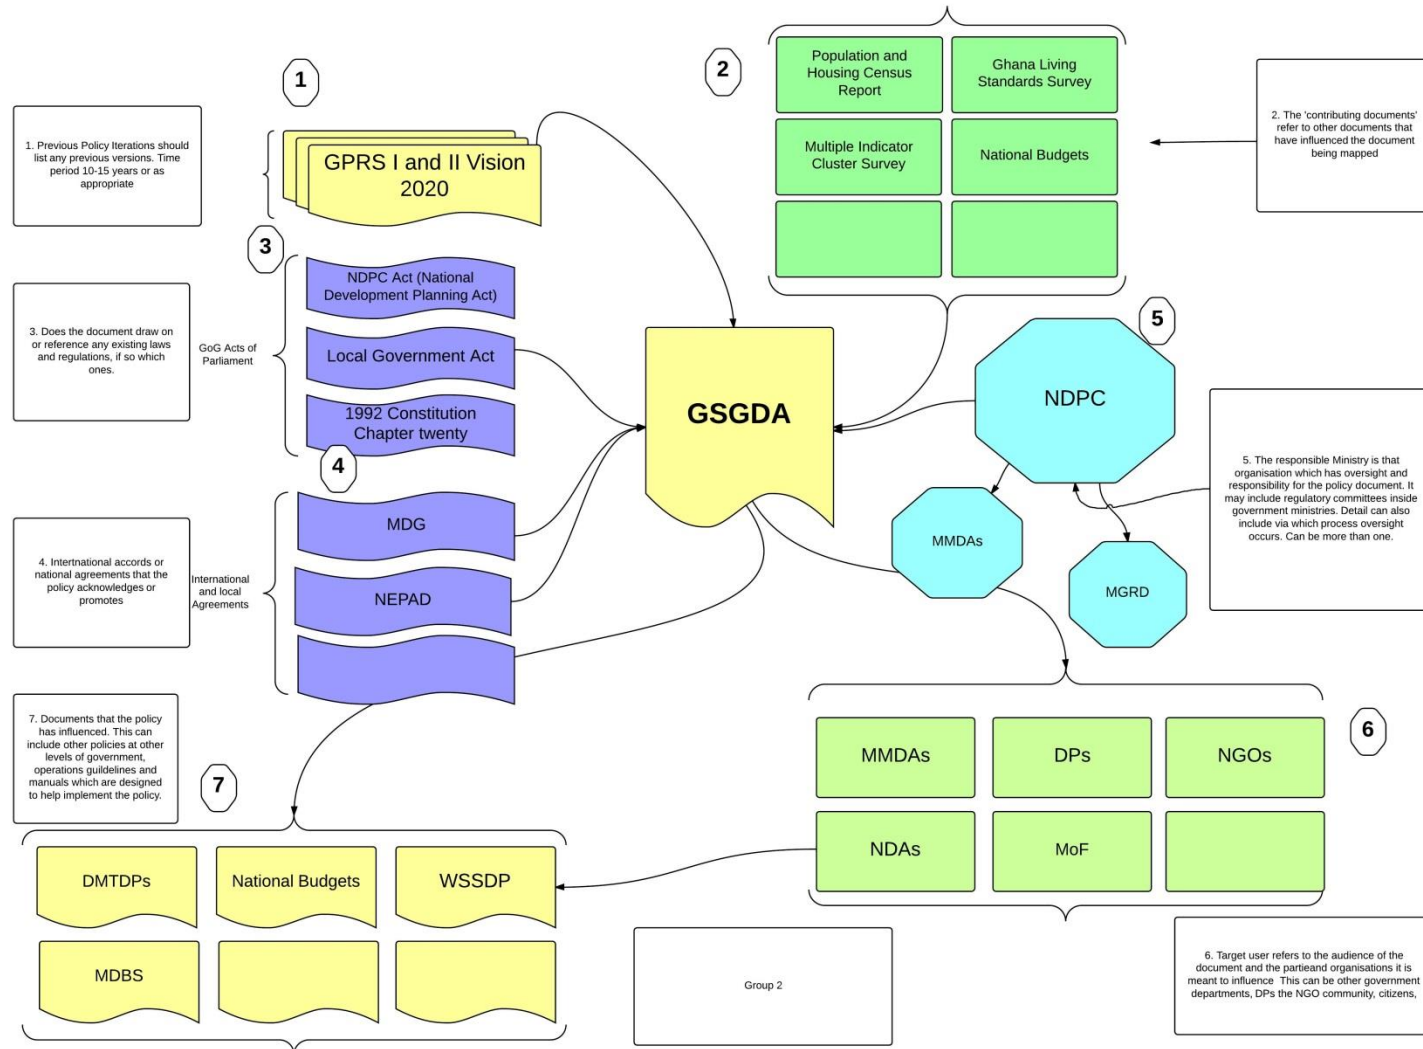 1
2
1. Previous Policy Iterations should
list any previous versions. Time
period 10-15 years or as
appropriate
GPRS I and II Vision
2020
Population and
Housing Census
Report
Ghana Living
Standards Survey
Multiple Indicator
Cluster Survey
National Budgets
2. The 'contributing documents'
refer to other documents that
have influenced the document
being mapped
3
3. Does the document draw on
or reference any existing laws
and regulations, if so which
ones.
GoG Acts of
Parliament
NDPC Act (National
Development Planning Act)
Local Government Act
1992 Constitution
Chapter twenty
GSGDA
5
NDPC
MMDAs
MGRD
5. The responsible Ministry is that
organisation which has oversight and
responsibility for the policy document. It
may include regulatory committees inside
government ministries. Detail can also
include via which process oversight
occurs. Can be more than one.
4
4. Intertnational accords or
national agreements that the
policy acknowledges or
promotes
International
and local
Agreements
MDG
NEPAD
7. Documents that the policy
has influenced. This can
include other policies at other
levels of government,
operations guildelines and
manuals which are designed
to help implement the policy.
7
DMTDPs
National Budgets
WSSDP
MDBS
6
MMDAs
DPs
NGOs
NDAs
MoF
Group 2
6. Target user refers to the audience of the
document and the partieand organisations it is
meant to influence  This can be other government
departments, DPs the NGO community, citizens,